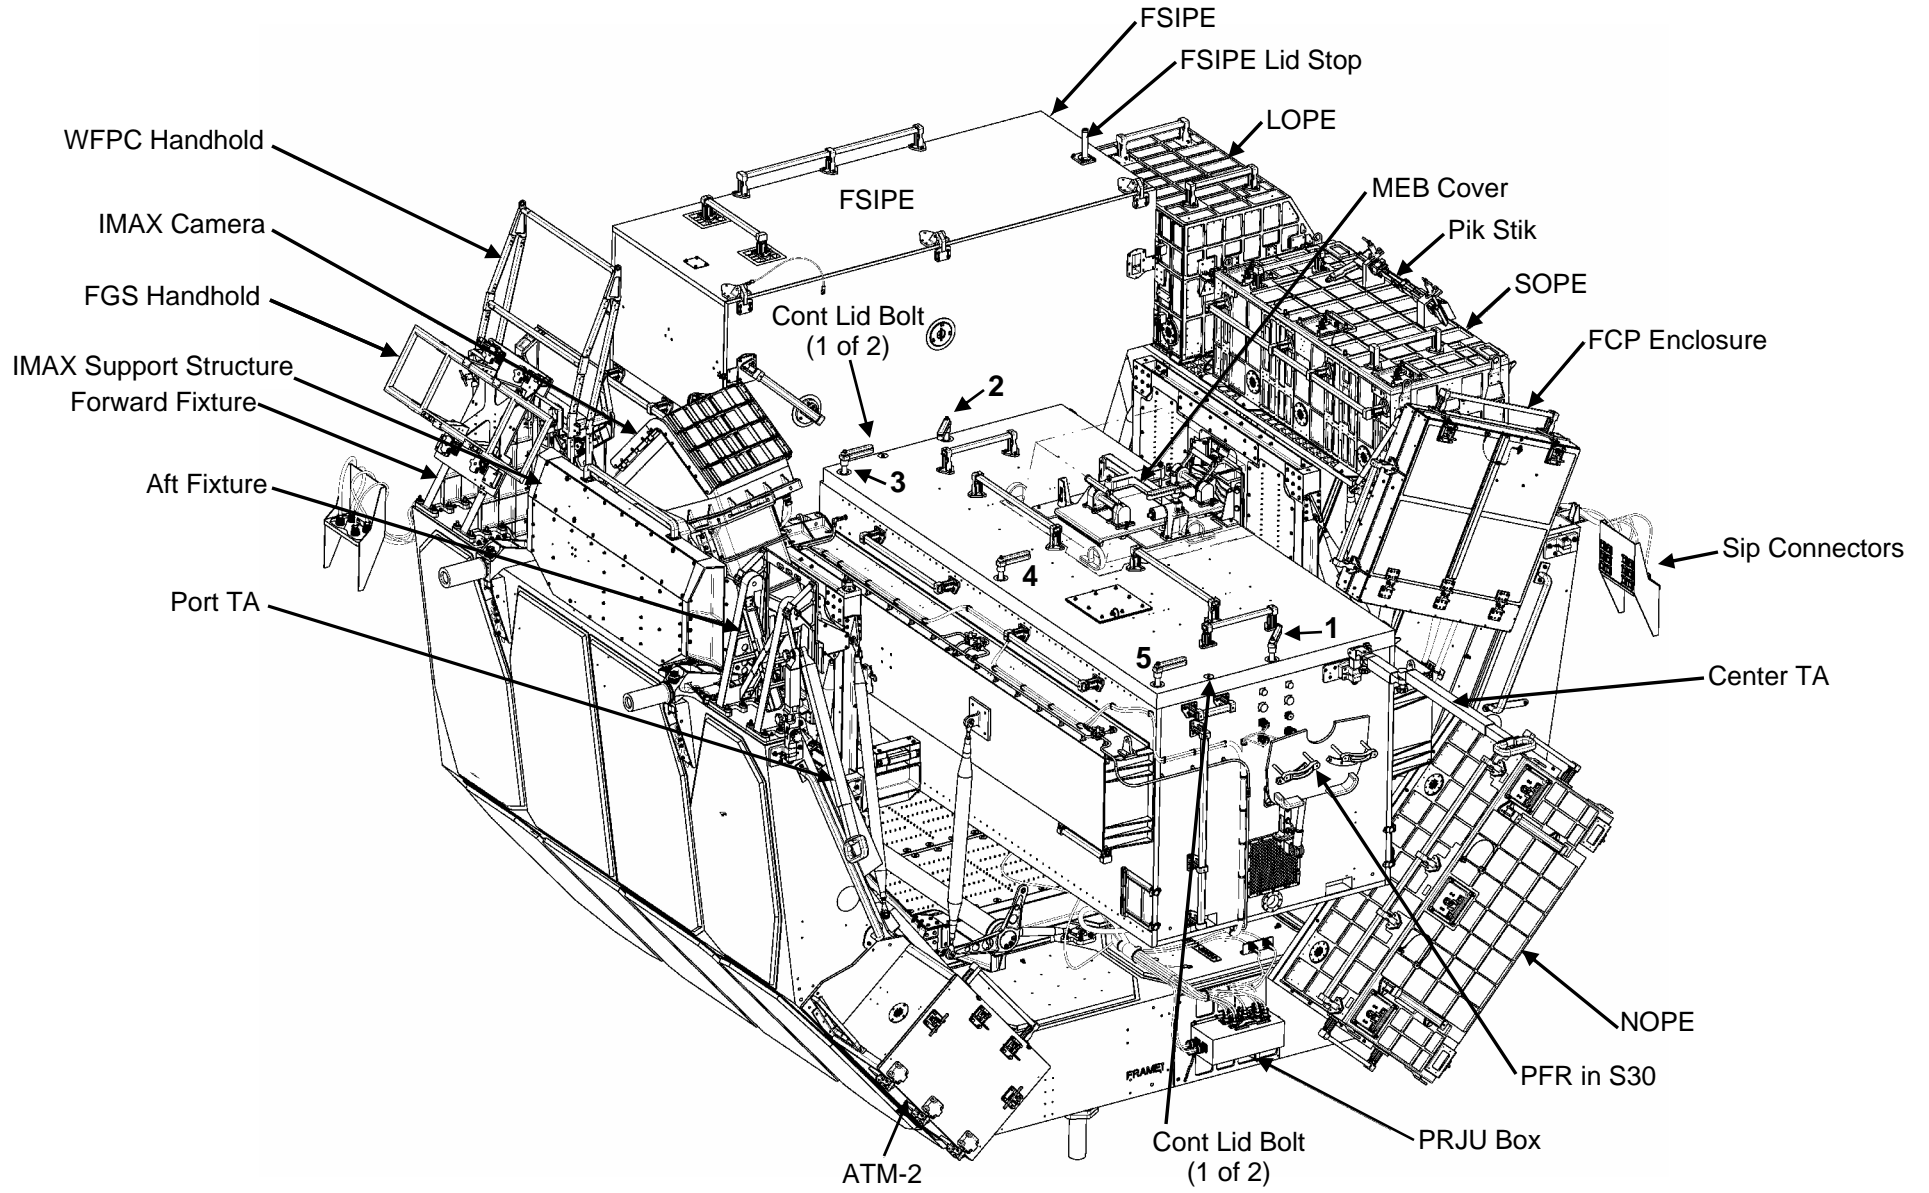 FSIPE
FSIPE Lid Stop
LOPE
WFPC Handhold
MEB Cover
FSIPE
IMAX Camera
Pik Stik
FGS Handhold
SOPE
Cont Lid Bolt
(1 of 2)
FCP Enclosure
IMAX Support Structure
Forward Fixture
2
3
Aft Fixture
Sip Connectors
4
Port TA
1
5
Center TA
NOPE
FRAME1
PFR in S30
PRJU Box
Cont Lid Bolt
(1 of 2)
ATM-2